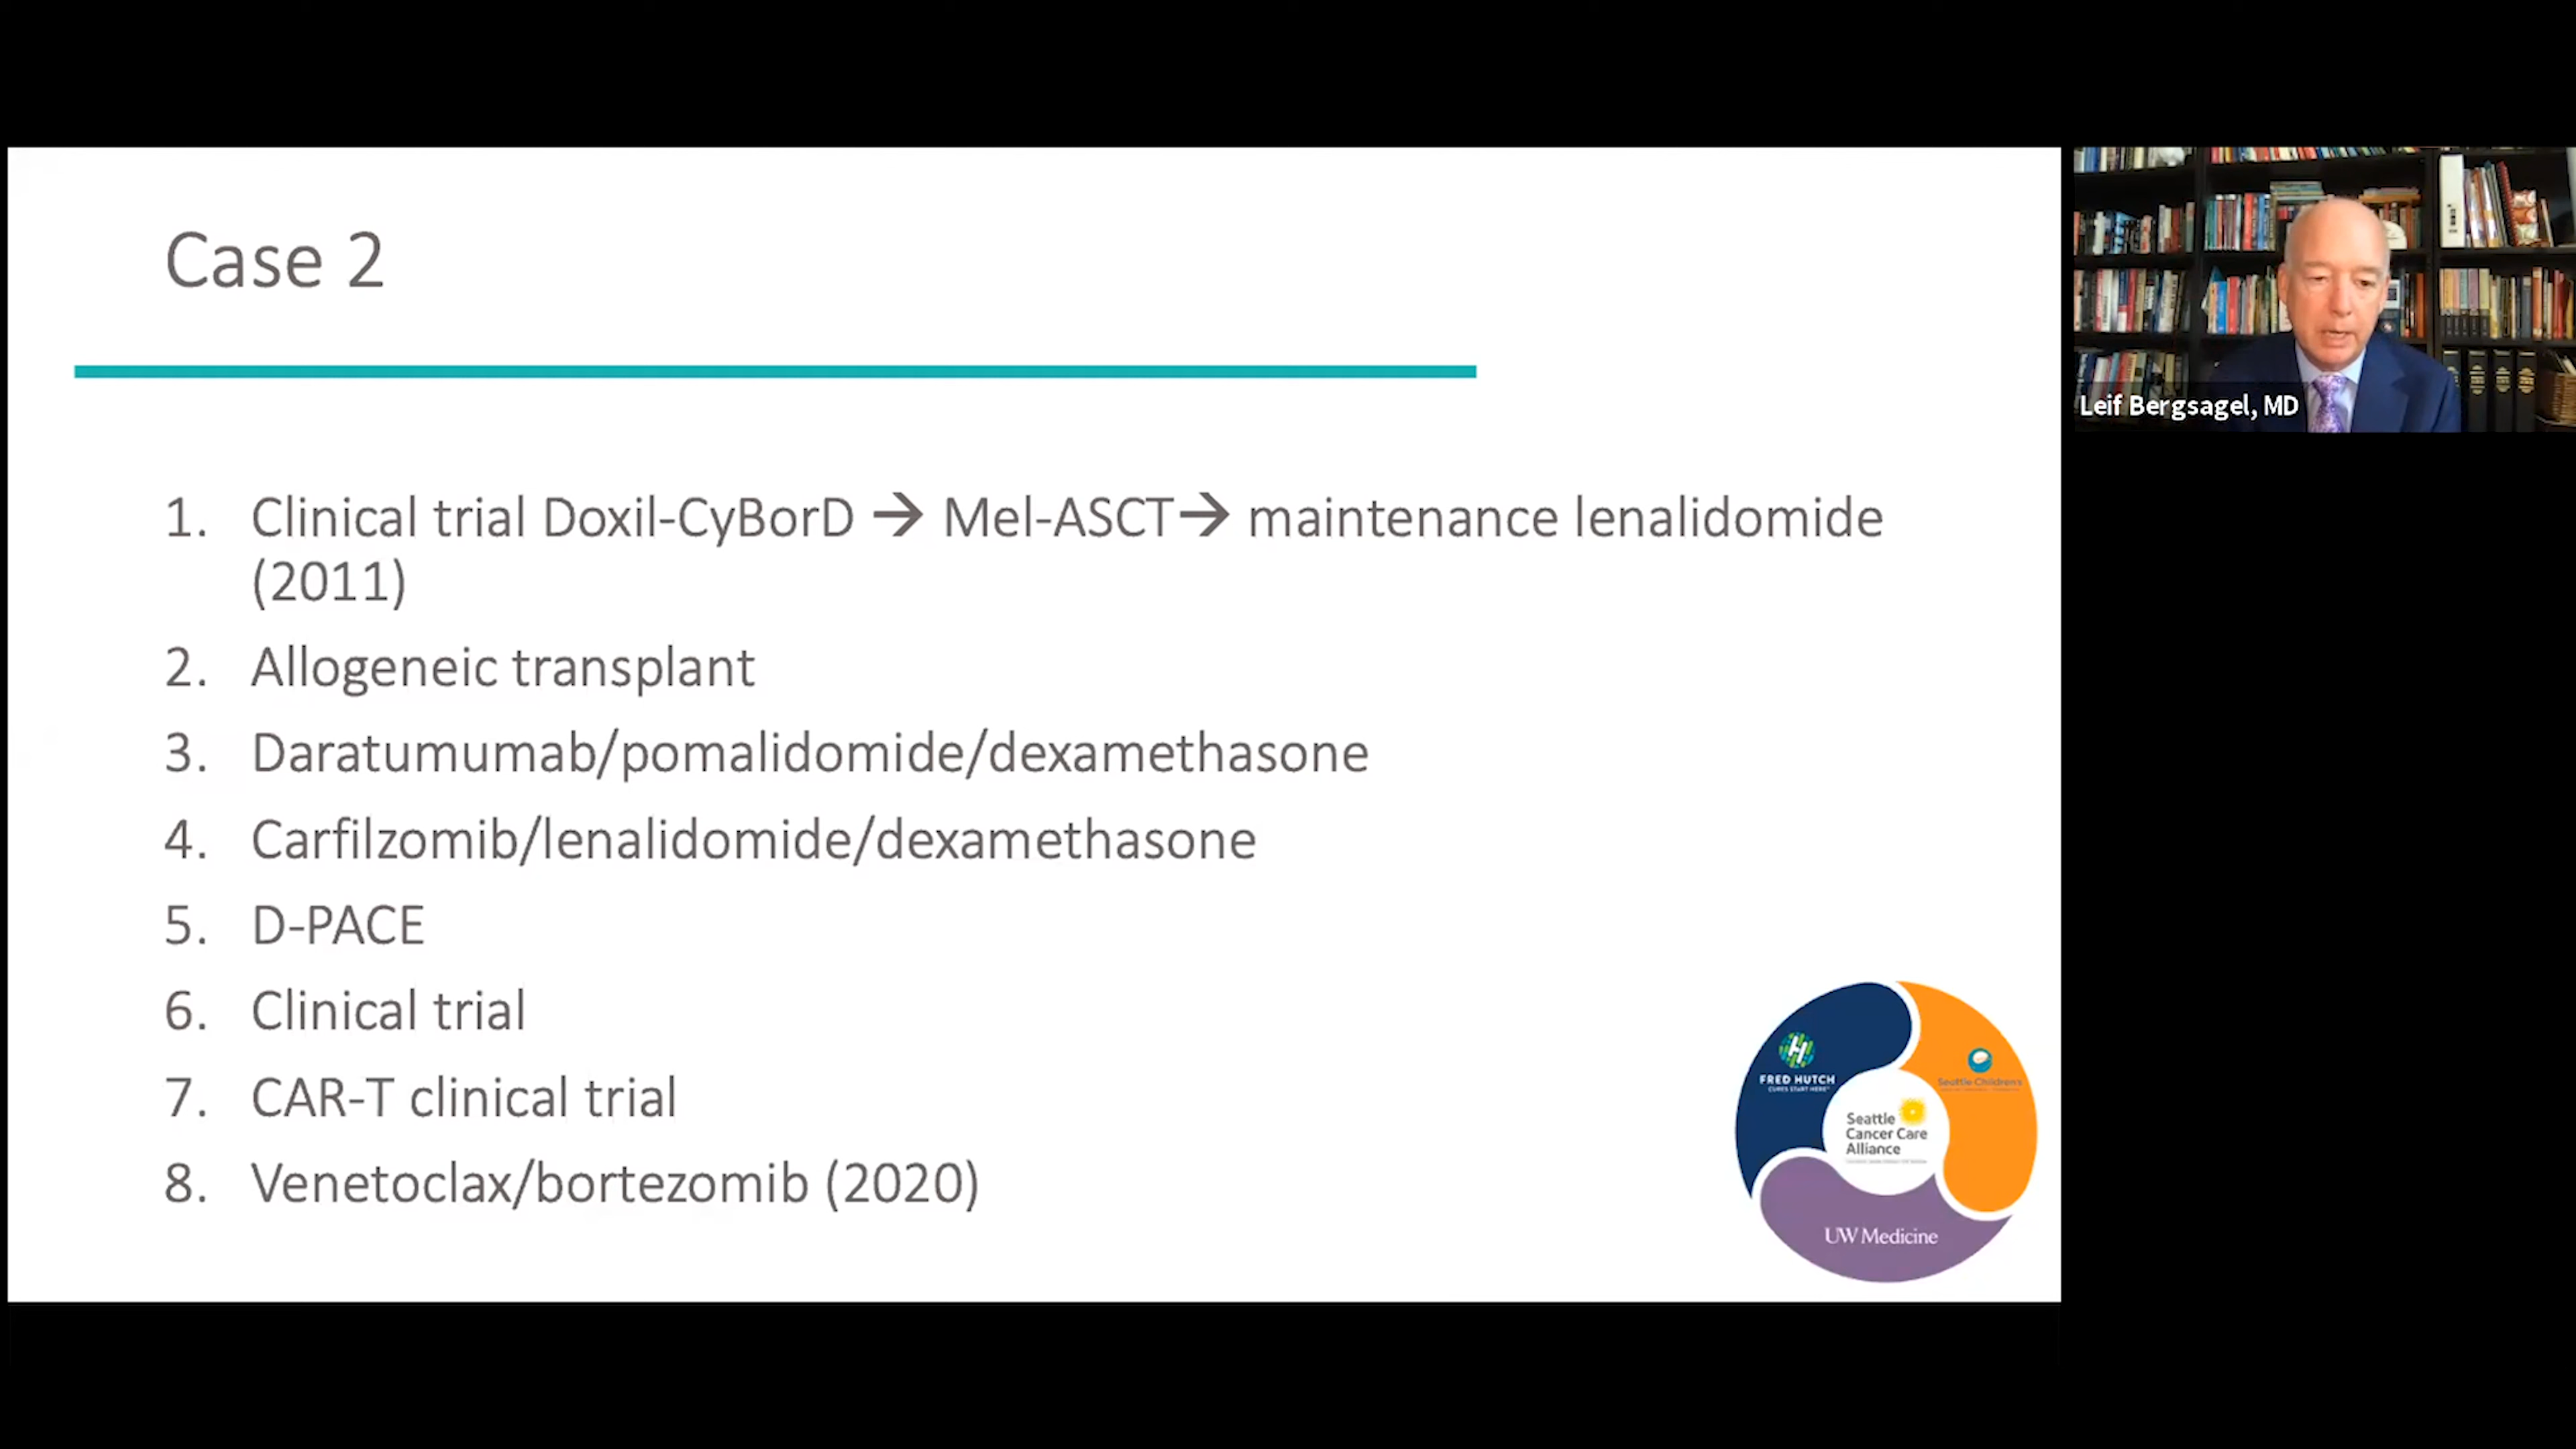 Case 2
Leif Bergsagel, MD
1. Clinical trial Doxil-CyBorD → Mel-ASCT→ maintenance lenalidomide
(2011)
2. Allogeneic transplant
3. Daratumumab/pomalidomide/dexamethasone
4. Carfilzomib/lenalidomide/dexamethasone
5. D-PACE
6. Clinical trial
7. CAR-T clinical trial
8. Venetoclax/bortezomib (2020)
FRED HUTCH
CURES START HERE
Seattle Children's
Seattle
Cancer Care
Alliance
UW Medicine